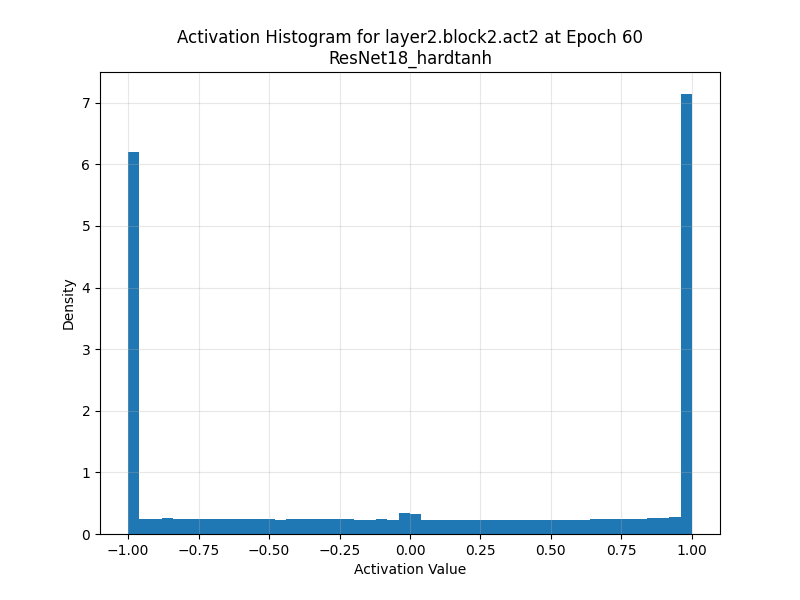 Activation Histogram for layer2.block2.act2 at Epoch 60
ResNet18_hardtanh
7
6
5
4
3
2
1
0
Density
−1.00 −0.75 −0.50 −0.25 0.00 0.25 0.50 0.75 1.00
Activation Value